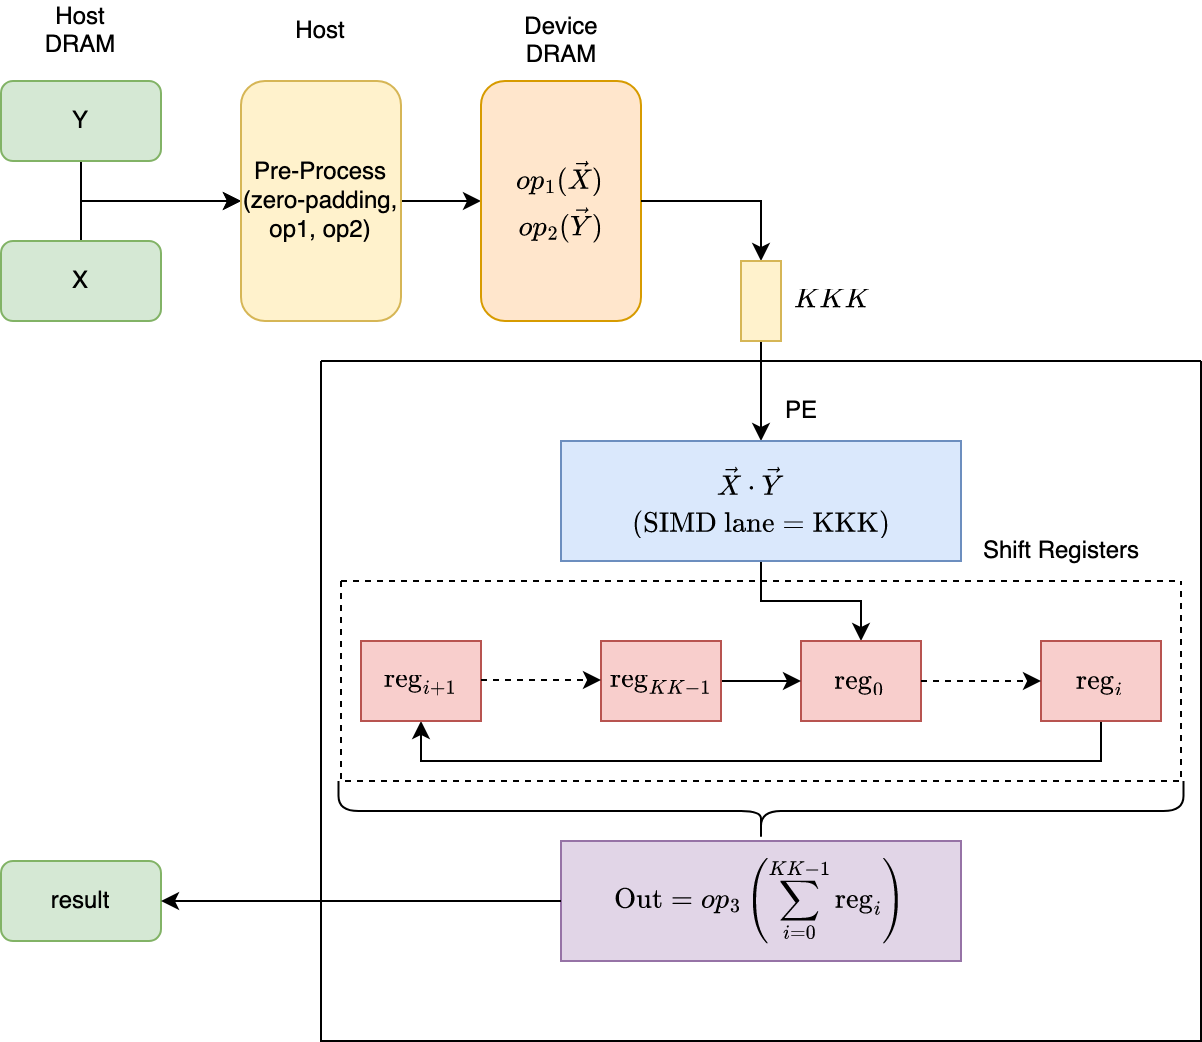 Host
DRAM
Host
Device
DRAM
Y
X
Pre-Process
(zero-padding,
op1, op2)
$op_1(\vec{X})$
$op_2(\vec{Y})$
$KKK$
PE
$\vec{X} \cdot \vec{Y}$
(SIMD lane = KKK)
Shift Registers
$\text{reg}_{i+1}$
$\text{reg}_{KK-1}$
$\text{reg}_0$
$\text{reg}_i$
result
$\text{Out} = op_3\left(\sum_{i=0}^{KK-1} \text{reg}_i\right)$